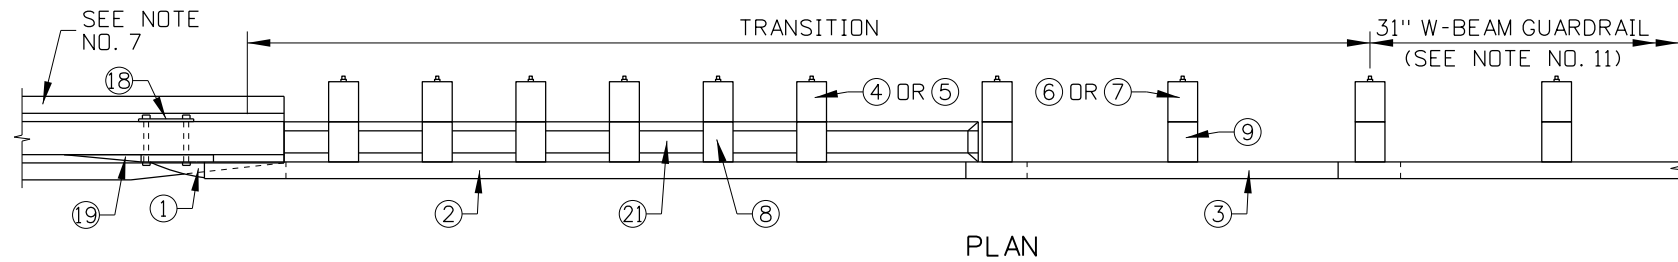 SEE NOTE
NO. 7
TRANSITION
31" W-BEAM GUARDRAIL
(SEE NOTE NO. 11)
18
4 OR 5
6 OR 7
9
19
1
2
21
8
3
PLAN